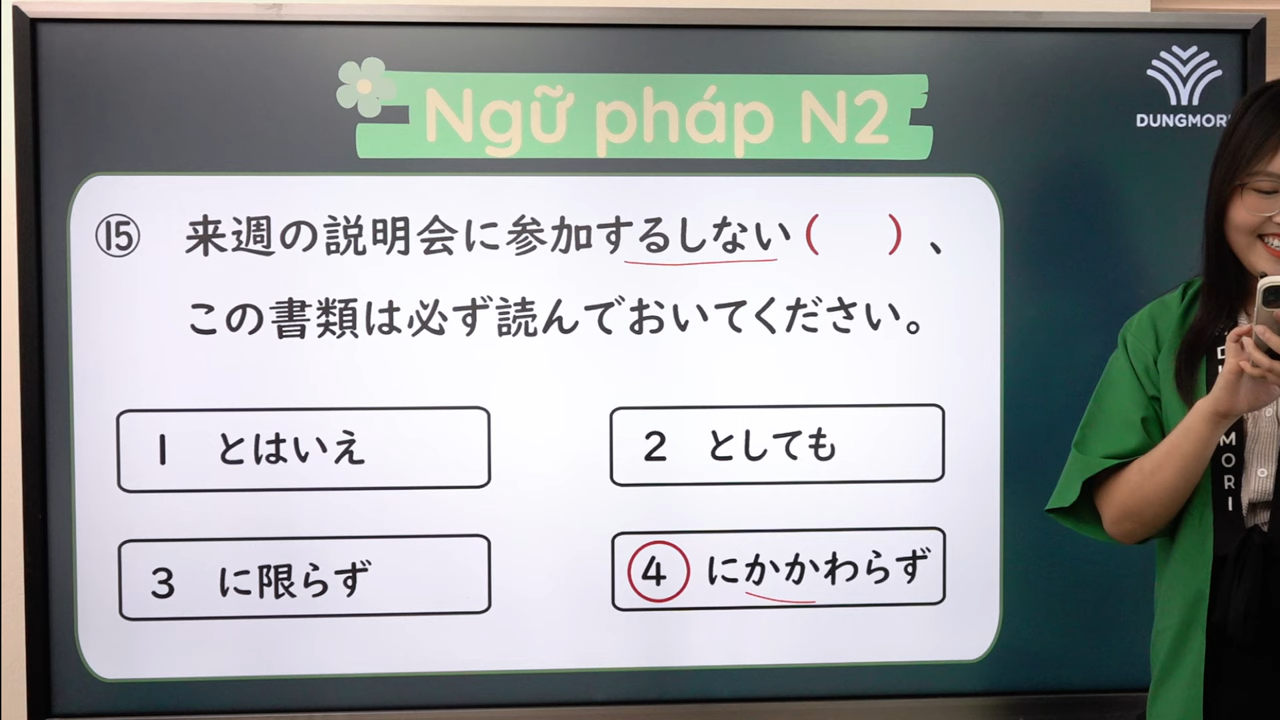 Ngữ pháp N2
DUNGMORI
⑮ 来週の説明会に参加するしない( )、
この書類は必ず読んでおいてください。
1 とはいえ
2 としても
3 に限らず
4 にかかわらず
MORI